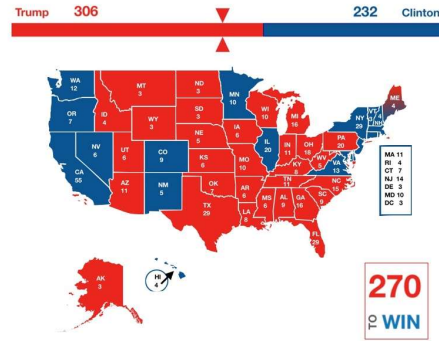 Trump 306
232 Clinton
WA
12
OR
7
CA
55
NV
6
ID
4
MT
3
WY
3
UT
6
AZ
11
CO
9
NM
5
ND
3
SD
3
NE
5
KS
6
OK
7
TX
29
MN
10
IA
6
MO
10
AR
6
LA
8
WI
10
IL
20
MI
16
IN
11
OH
18
KY
8
TN
11
MS
6
AL
9
GA
16
FL
29
SC
9
NC
15
VA
13
WV
5
PA
20
NY
29
VT
4
NH
ME
4
MA 11
RI 4
CT 7
NJ 14
DE 3
MD 10
DC 3
AK
3
HI
4
270
TO WIN